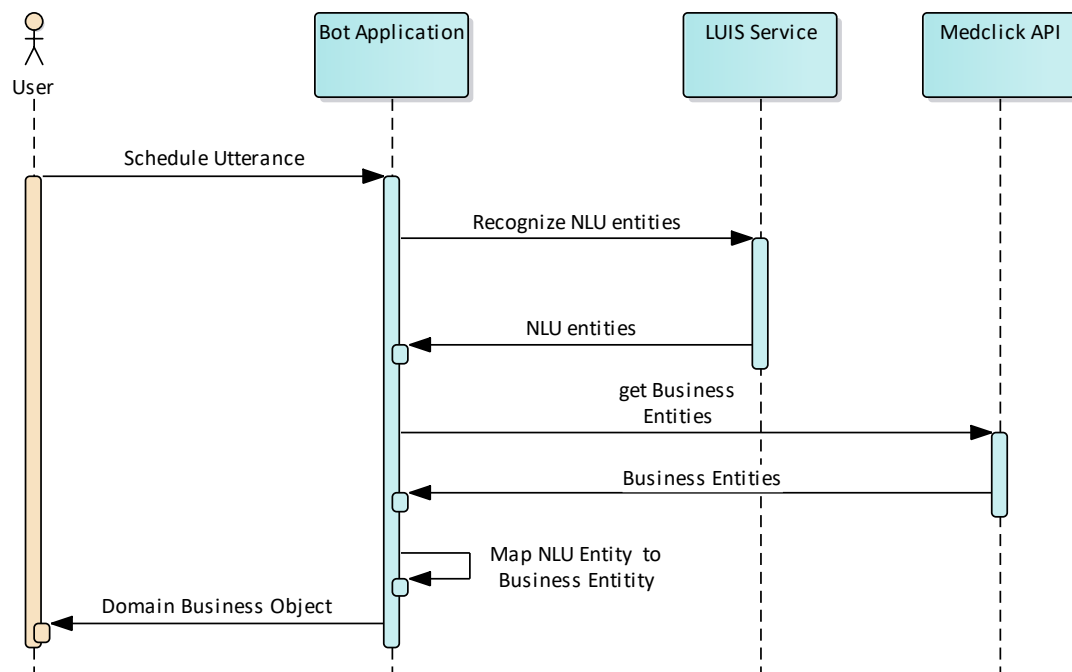 Bot Application
LUIS Service
Medclick API
User
Schedule Utterance
Recognize NLU entities
NLU entities
get Business
Entities
Business Entities
Map NLU Entity to
Business Entitity
Domain Business Object